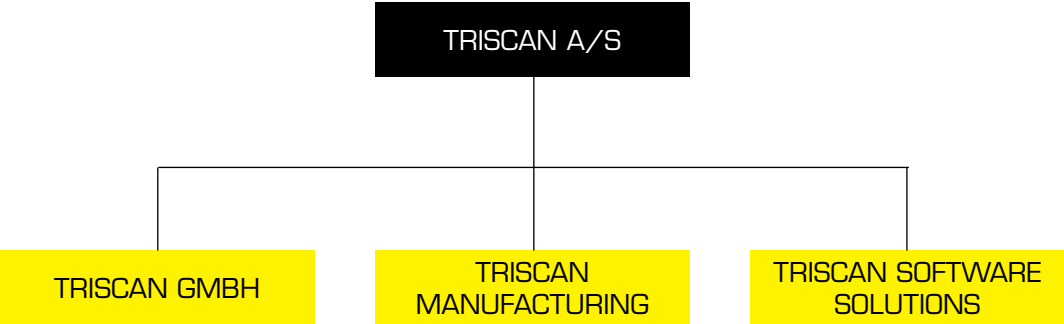 TRISCAN A/S
TRISCAN GMBH
TRISCAN
MANUFACTURING
TRISCAN SOFTWARE
SOLUTIONS